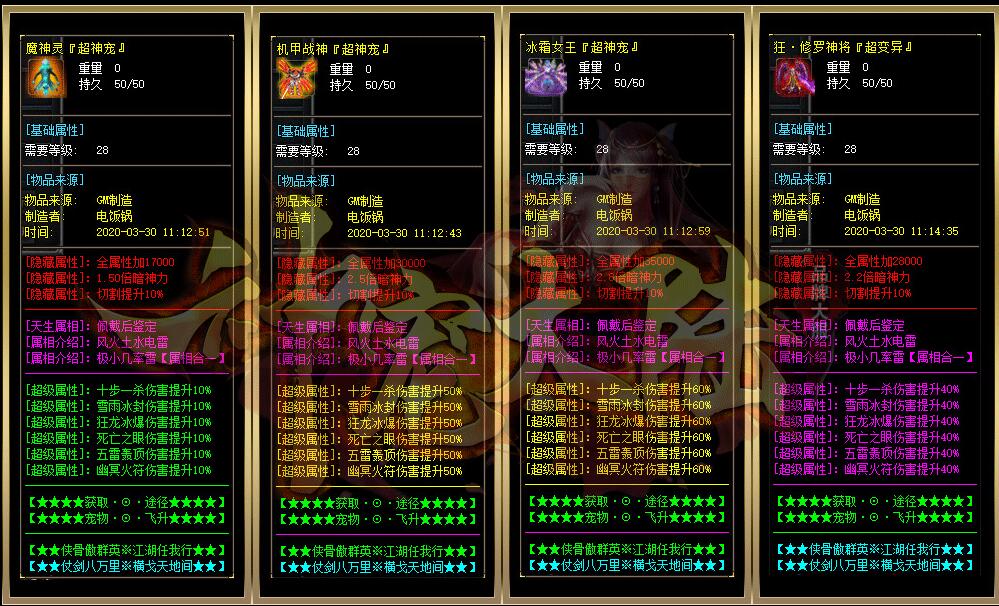 魔神灵『超神宠』
重量 0
持久 50/50
[基础属性]
需要等级: 28
[物品来源]
物品来源: GM制造
制造者: 电饭锅
时间: 2020-03-30 11:12:51
[隐藏属性]: 全属性加17000
[隐藏属性]: 1.50倍暗神力
[隐藏属性]: 切割提升10%
[天生属相]: 佩戴后鉴定
[属相介绍]: 风火土水电雷
[属相介绍]: 极小几率雷【属相合一】
[超级属性]: 十步一杀伤害提升10%
[超级属性]: 雪雨冰封伤害提升10%
[超级属性]: 狂龙冰爆伤害提升10%
[超级属性]: 死亡之眼伤害提升10%
[超级属性]: 五雷轰顶伤害提升10%
[超级属性]: 幽冥火符伤害提升10%
【★★★★获取·⊙·途径★★★★】
【★★★★宠物·⊙·飞升★★★★】
【★★侠骨傲群英※江湖任我行★★】
【★★仗剑八万里※横戈天地间★★】
机甲战神『超神宠』
重量 0
持久 50/50
[基础属性]
需要等级: 28
[物品来源]
物品来源: GM制造
制造者: 电饭锅
时间: 2020-03-30 11:12:43
[隐藏属性]: 全属性加30000
[隐藏属性]: 2.5倍暗神力
[隐藏属性]: 切割提升10%
[天生属相]: 佩戴后鉴定
[属相介绍]: 风火土水电雷
[属相介绍]: 极小几率雷【属相合一】
[超级属性]: 十步一杀伤害提升50%
[超级属性]: 雪雨冰封伤害提升50%
[超级属性]: 狂龙冰爆伤害提升50%
[超级属性]: 死亡之眼伤害提升50%
[超级属性]: 五雷轰顶伤害提升50%
[超级属性]: 幽冥火符伤害提升50%
【★★★★获取·⊙·途径★★★★】
【★★★★宠物·⊙·飞升★★★★】
【★★侠骨傲群英※江湖任我行★★】
【★★仗剑八万里※横戈天地间★★】
冰霜女王『超神宠』
重量 0
持久 50/50
[基础属性]
需要等级: 28
[物品来源]
物品来源: GM制造
制造者: 电饭锅
时间: 2020-03-30 11:12:59
[隐藏属性]: 全属性加35000
[隐藏属性]: 2.8倍暗神力
[隐藏属性]: 切割提升10%
[天生属相]: 佩戴后鉴定
[属相介绍]: 风火土水电雷
[属相介绍]: 极小几率雷【属相合一】
[超级属性]: 十步一杀伤害提升60%
[超级属性]: 雪雨冰封伤害提升60%
[超级属性]: 狂龙冰爆伤害提升60%
[超级属性]: 死亡之眼伤害提升60%
[超级属性]: 五雷轰顶伤害提升60%
[超级属性]: 幽冥火符伤害提升60%
【★★★★获取·⊙·途径★★★★】
【★★★★宠物·⊙·飞升★★★★】
【★★侠骨傲群英※江湖任我行★★】
【★★仗剑八万里※横戈天地间★★】
狂·修罗神将『超变异』
重量 0
持久 50/50
[基础属性]
需要等级: 28
[物品来源]
物品来源: GM制造
制造者: 电饭锅
时间: 2020-03-30 11:14:35
[隐藏属性]: 全属性加28000
[隐藏属性]: 2.2倍暗神力
[隐藏属性]: 切割提升10%
[天生属相]: 佩戴后鉴定
[属相介绍]: 风火土水电雷
[属相介绍]: 极小几率雷【属相合一】
[超级属性]: 十步一杀伤害提升40%
[超级属性]: 雪雨冰封伤害提升40%
[超级属性]: 狂龙冰爆伤害提升40%
[超级属性]: 死亡之眼伤害提升40%
[超级属性]: 五雷轰顶伤害提升40%
[超级属性]: 幽冥火符伤害提升40%
【★★★★获取·⊙·途径★★★★】
【★★★★宠物·⊙·飞升★★★★】
【★★侠骨傲群英※江湖任我行★★】
【★★仗剑八万里※横戈天地间★★】